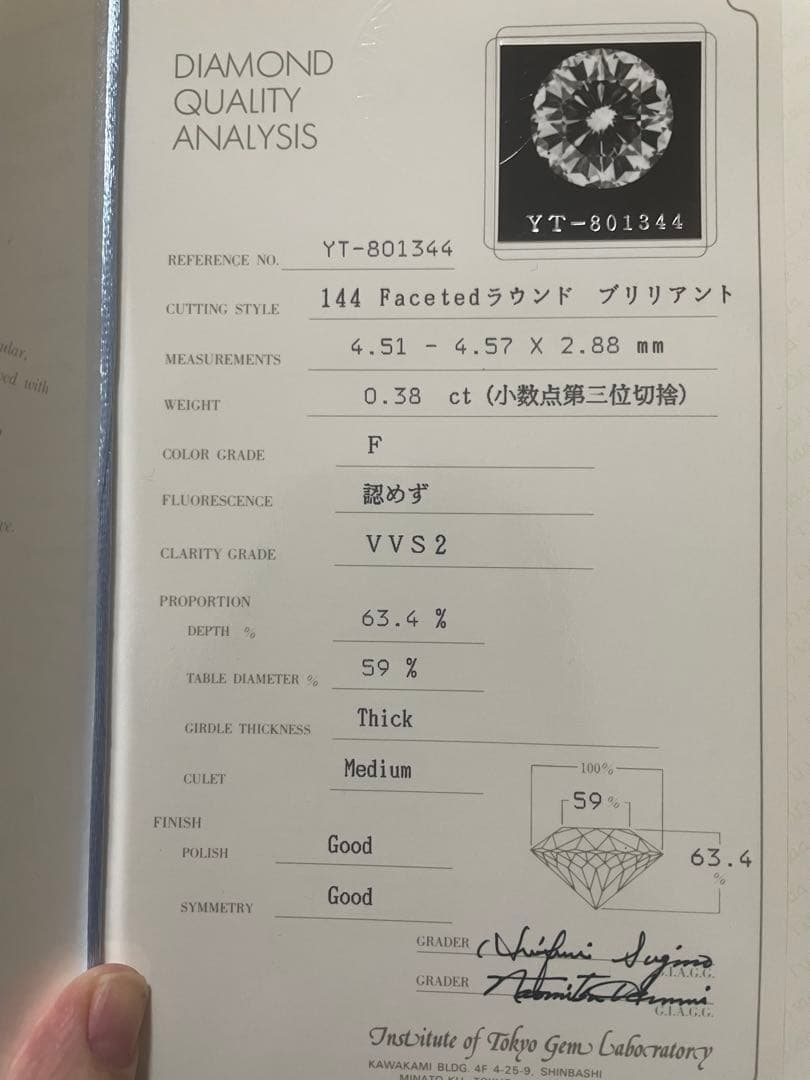 DIAMOND
QUALITY
ANALYSIS
YT-801344
REFERENCE NO. YT-801344
CUTTING STYLE 144 Facetedラウンド ブリリアント
MEASUREMENTS 4.51 - 4.57 X 2.88 mm
WEIGHT 0.38 ct (小数点第三位切捨)
COLOR GRADE F
FLUORESCENCE 認めず
CLARITY GRADE VVS2
PROPORTION
DEPTH % 63.4 %
TABLE DIAMETER % 59 %
GIRDLE THICKNESS Thick
CULET Medium
100%
59 %
63.4
%
FINISH
POLISH Good
SYMMETRY Good
GRADER
G.I.A.G.G.
GRADER
G.I.A.G.G.
Institute of Tokyo Gem Laboratory
KAWAKAMI BLDG. 4F 4-25-9, SHINBASHI
ved with